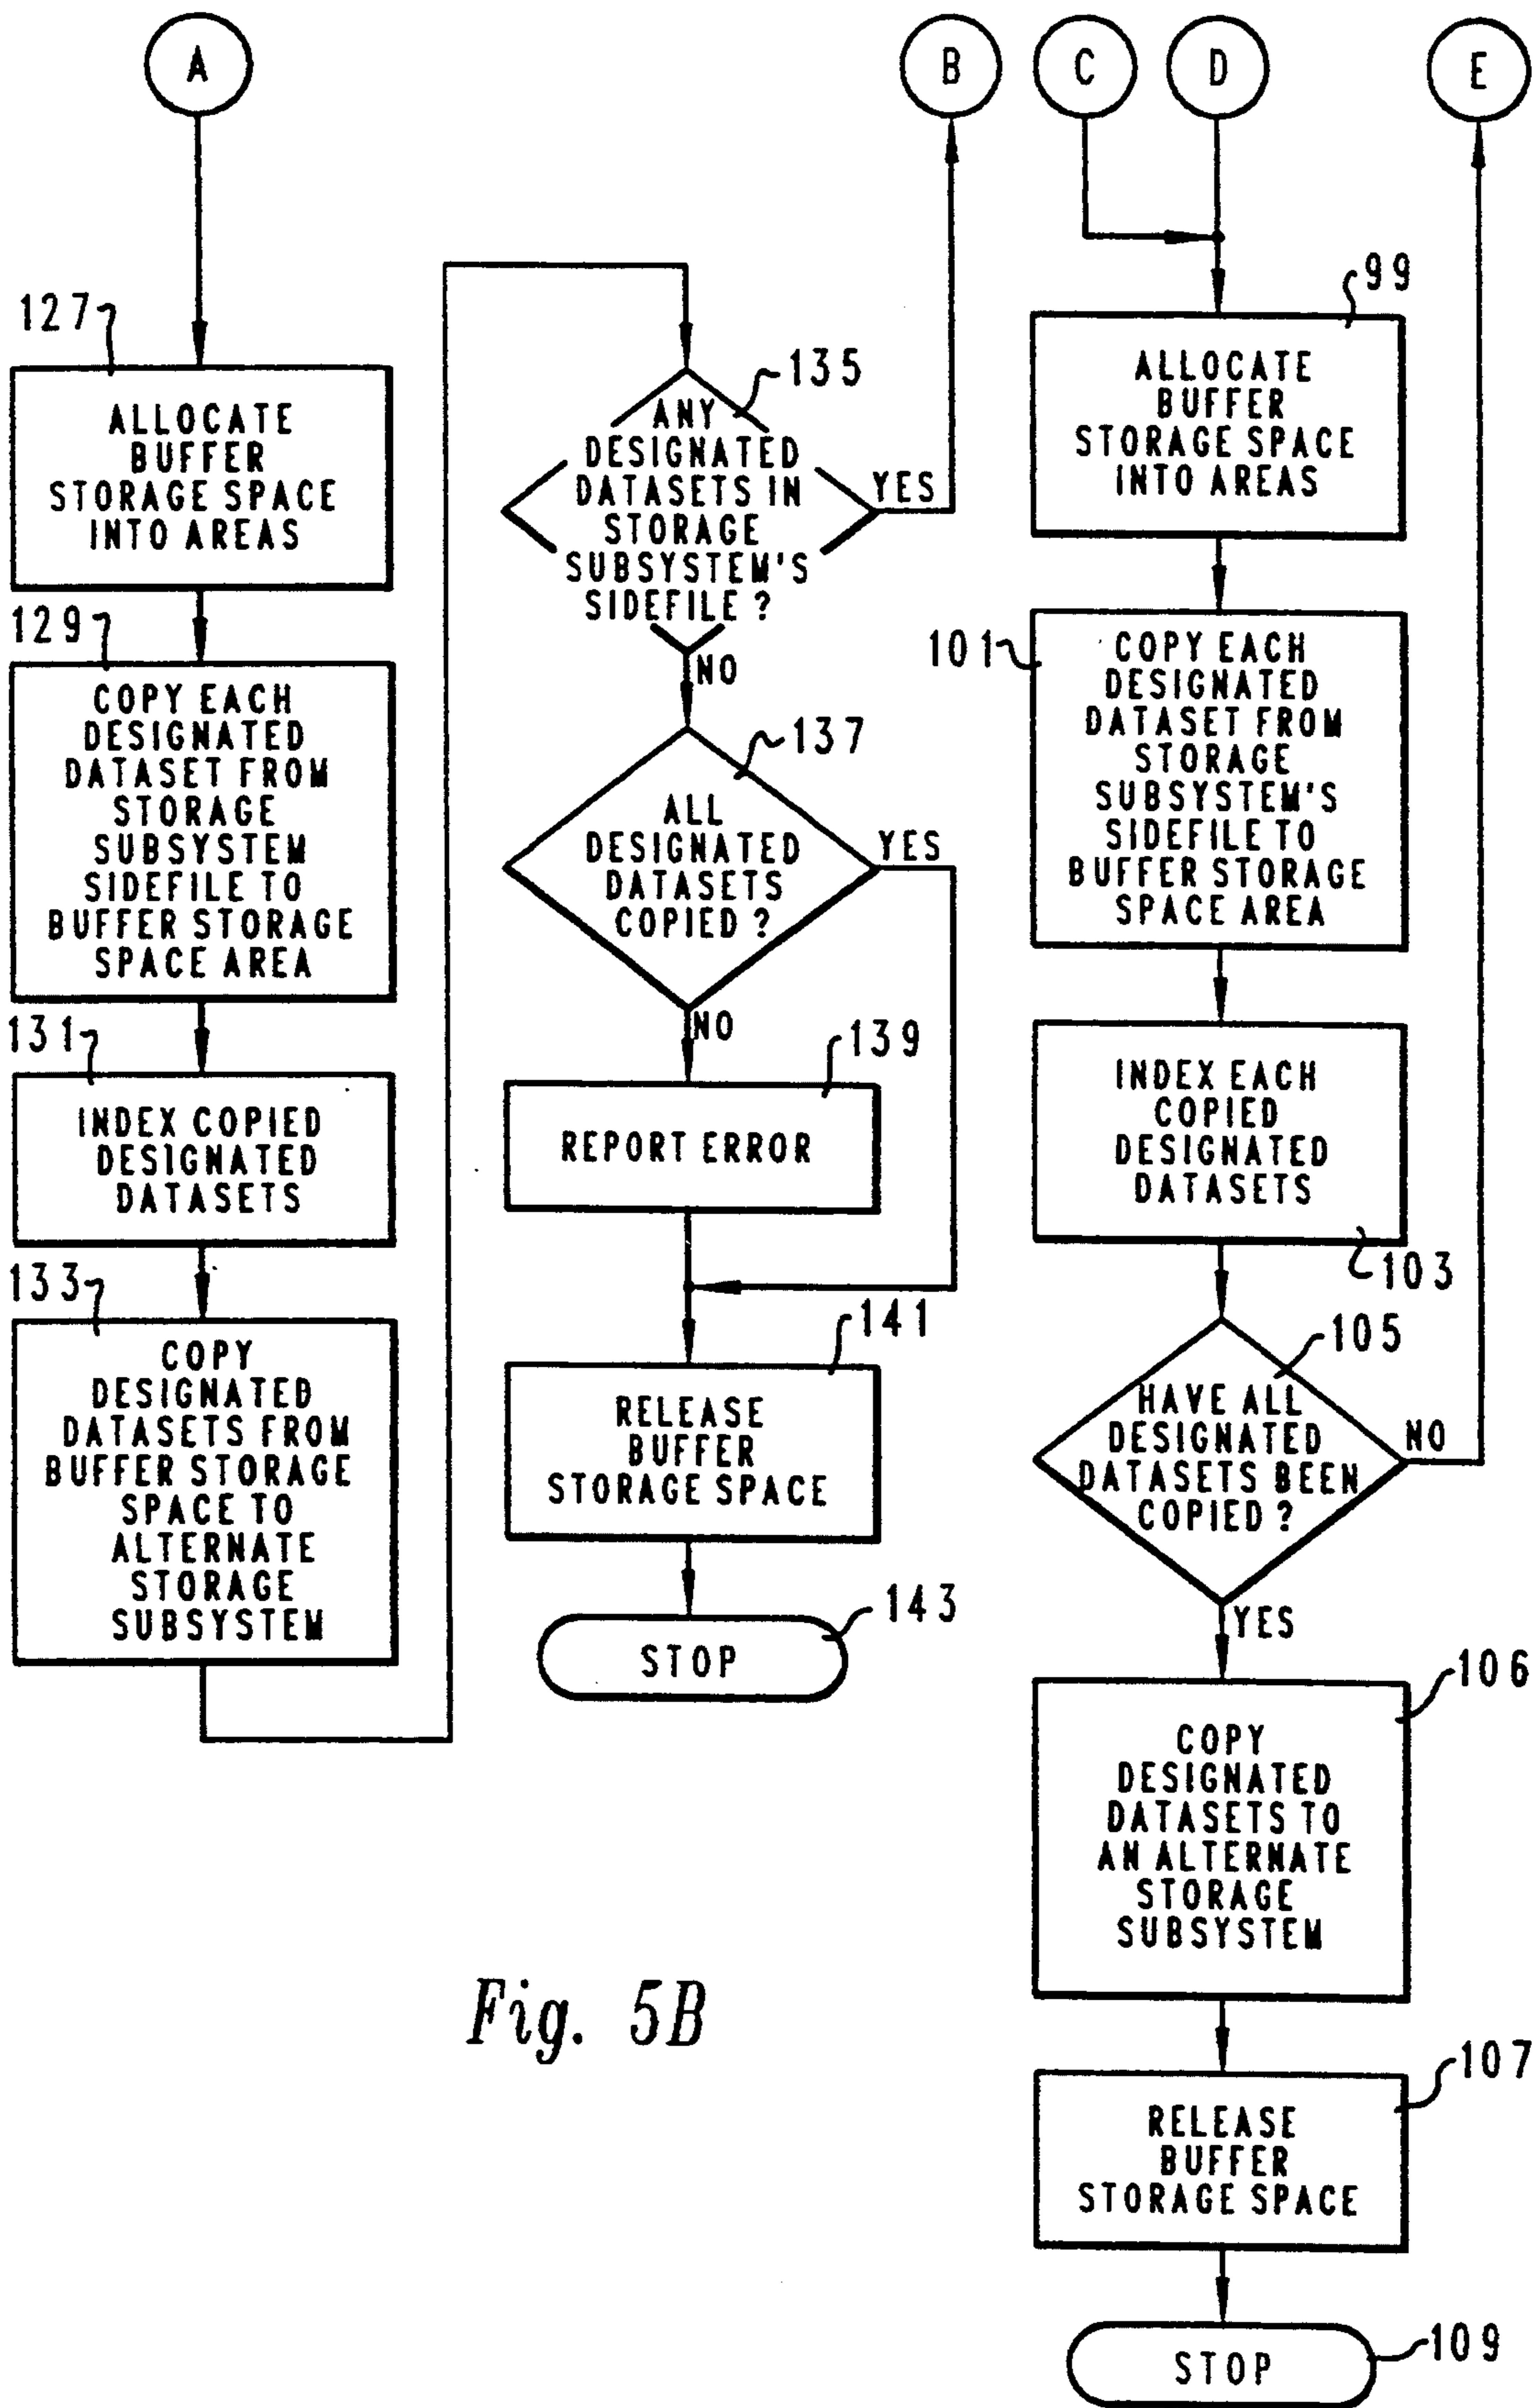 A
B
C
D
E
127
ALLOCATE
BUFFER
STORAGE SPACE
INTO AREAS
129
COPY EACH
DESIGNATED
DATASET FROM
STORAGE
SUBSYSTEM
SIDEFILE TO
BUFFER STORAGE
SPACE AREA
131
INDEX COPIED
DESIGNATED
DATASETS
133
COPY
DESIGNATED
DATASETS FROM
BUFFER STORAGE
SPACE TO
ALTERNATE
STORAGE
SUBSYSTEM
135
ANY
DESIGNATED
DATASETS IN
STORAGE
SUBSYSTEM'S
SIDEFILE ?
YES
NO
137
ALL
DESIGNATED
DATASETS
COPIED ?
YES
NO
139
REPORT ERROR
141
RELEASE
BUFFER
STORAGE SPACE
143
STOP
99
ALLOCATE
BUFFER
STORAGE SPACE
INTO AREAS
101
COPY EACH
DESIGNATED
DATASET FROM
STORAGE
SUBSYSTEM'S
SIDEFILE TO
BUFFER STORAGE
SPACE AREA
INDEX EACH
COPIED
DESIGNATED
DATASETS
103
105
HAVE ALL
DESIGNATED
DATASETS BEEN
COPIED ?
NO
YES
106
COPY
DESIGNATED
DATASETS TO
AN ALTERNATE
STORAGE
SUBSYSTEM
107
RELEASE
BUFFER
STORAGE SPACE
109
STOP
Fig. 5B